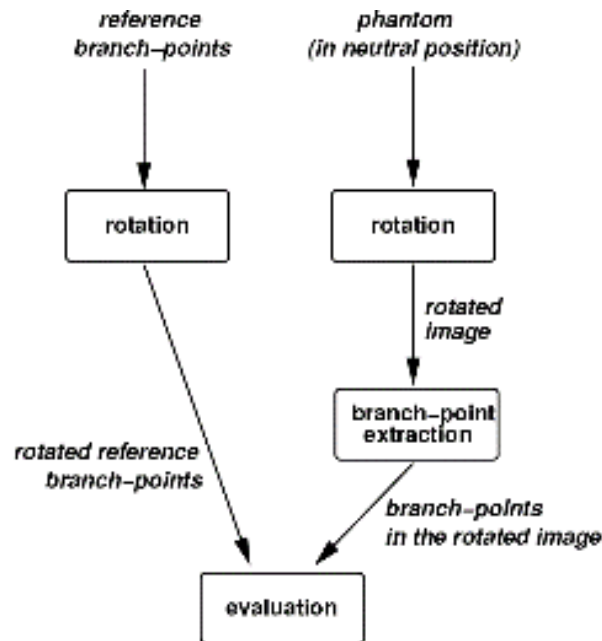 reference
branch-points
phantom
(in neutral position)
rotation
rotation
rotated
image
branch-point
extraction
rotated reference
branch-points
branch-points
in the rotated image
evaluation